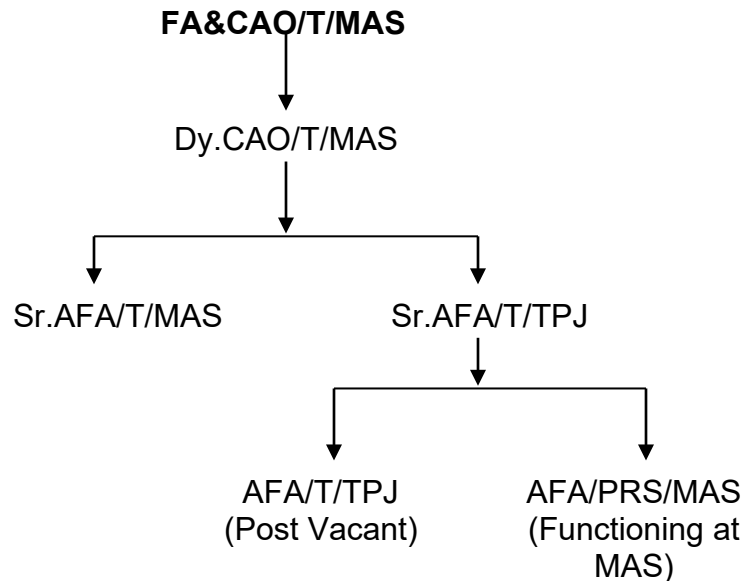 FA&CAO/T/MAS
Dy.CAO/T/MAS
Sr.AFA/T/MAS
Sr.AFA/T/TPJ
AFA/T/TPJ
(Post Vacant)
AFA/PRS/MAS
(Functioning at
MAS)